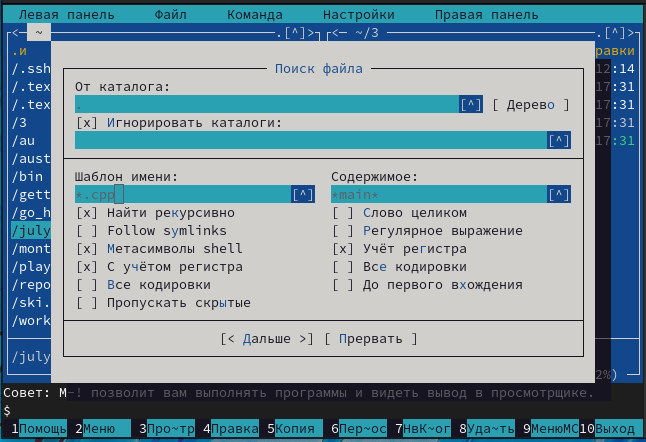 Левая панель Файл Команда Настройки Правая панель
<─ ~ .[^]> <─ ~/3 .[^]>
.и равки
/.ssh 12:14
/.tex 17:31
/.tex 17:31
/3 17:31
/au 17:31
/aust
/bin
/gett
/go_h
/july
/mont
/play
/repo
/ski.
/work
/july
2%)
Поиск файла
От каталога:
. [^] [ Дерево ]
[x] Игнорировать каталоги:
[^]
Шаблон имени: Содержимое:
*.cpp [^] *main* [^]
[x] Найти рекурсивно [ ] Слово целиком
[ ] Follow symlinks [ ] Регулярное выражение
[x] Метасимволы shell [x] Учёт регистра
[x] С учётом регистра [ ] Все кодировки
[ ] Все кодировки [ ] До первого вхождения
[ ] Пропускать скрытые
[< Дальше >] [ Прервать ]
Совет: M-! позволит вам выполнять программы и видеть вывод в просмотрщике.
$
1Помощь 2Меню 3Про~тр 4Правка 5Копия 6Пер~ос 7НвК~ог 8Уда~ть 9МенюMC 10Выход